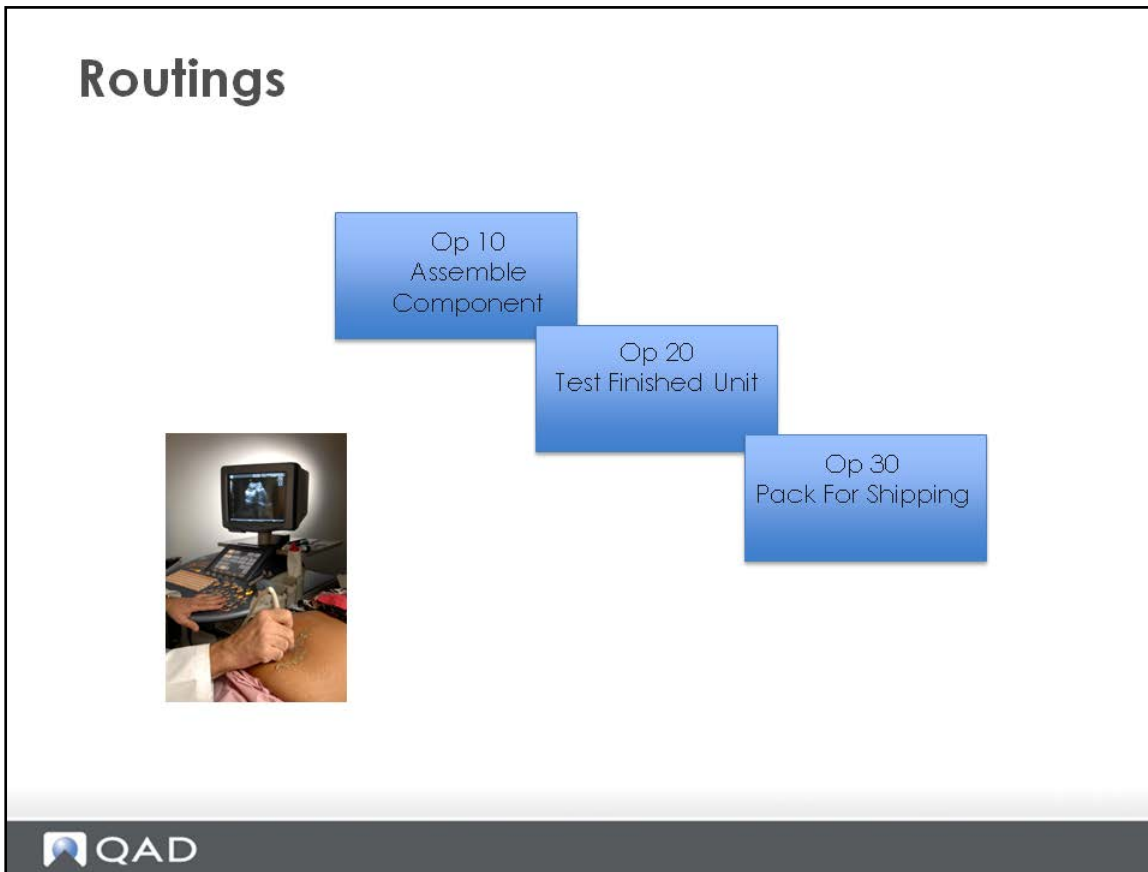 Routings
Op 10
Assemble
Component
Op 20
Test Finished Unit
Op 30
Pack For Shipping
QAD